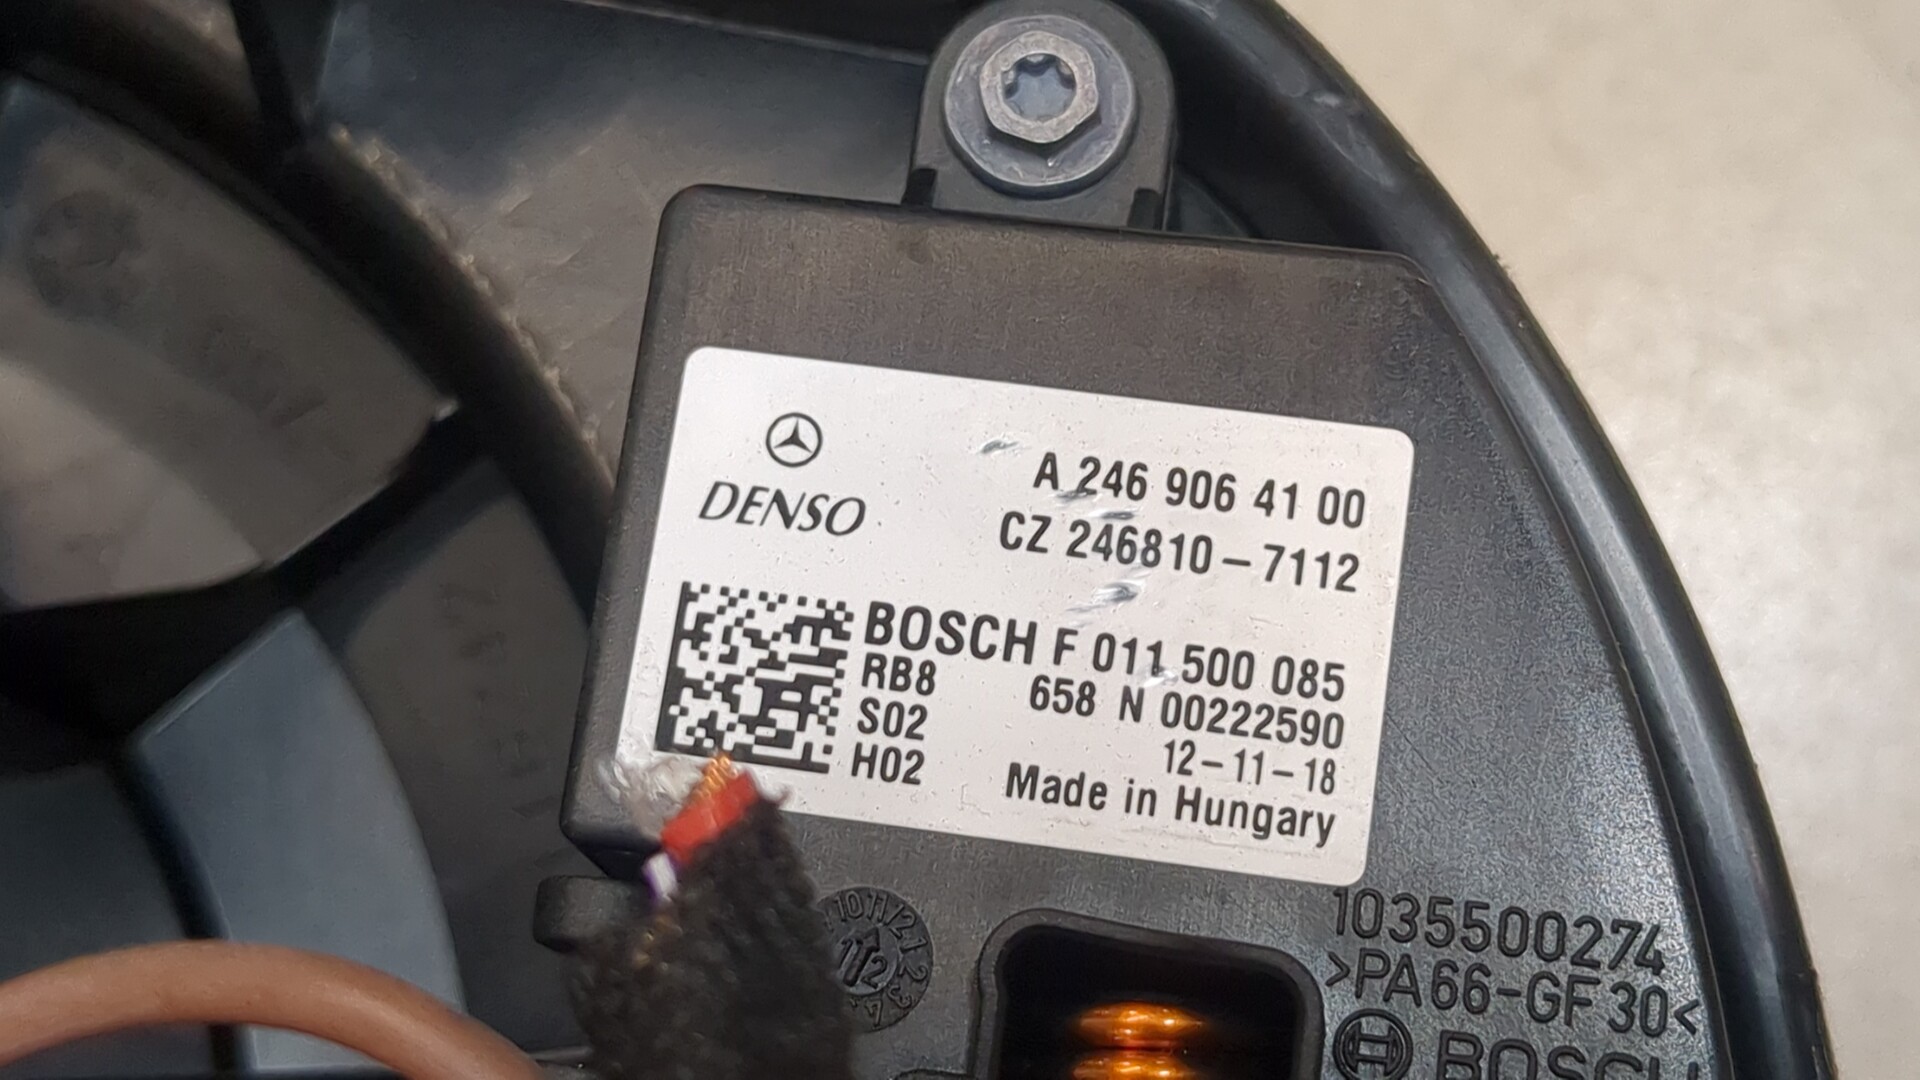 A 246 906 41 00
DENSO
CZ 246810-7112
BOSCH F 011 500 085
RB8
658 N 00222590
S02
12-11-18
H02
Made in Hungary
1035500274
>PA66-GF30<
BOSCH